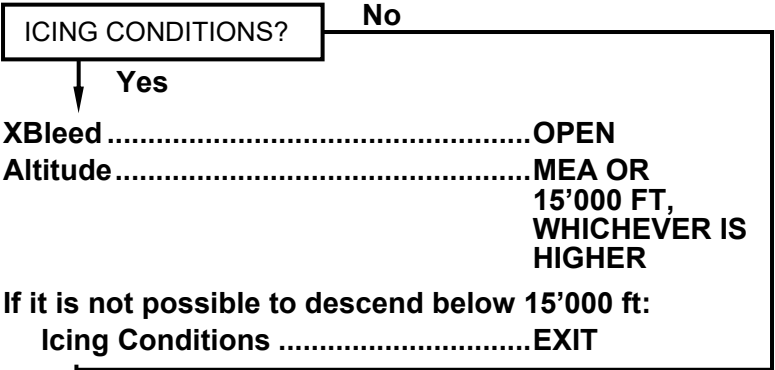 ICING CONDITIONS?
No
Yes
XBleed ....................................................OPEN
Altitude...................................................MEA OR
15'000 FT,
WHICHEVER IS
HIGHER
If it is not possible to descend below 15'000 ft:
Icing Conditions ...............................EXIT